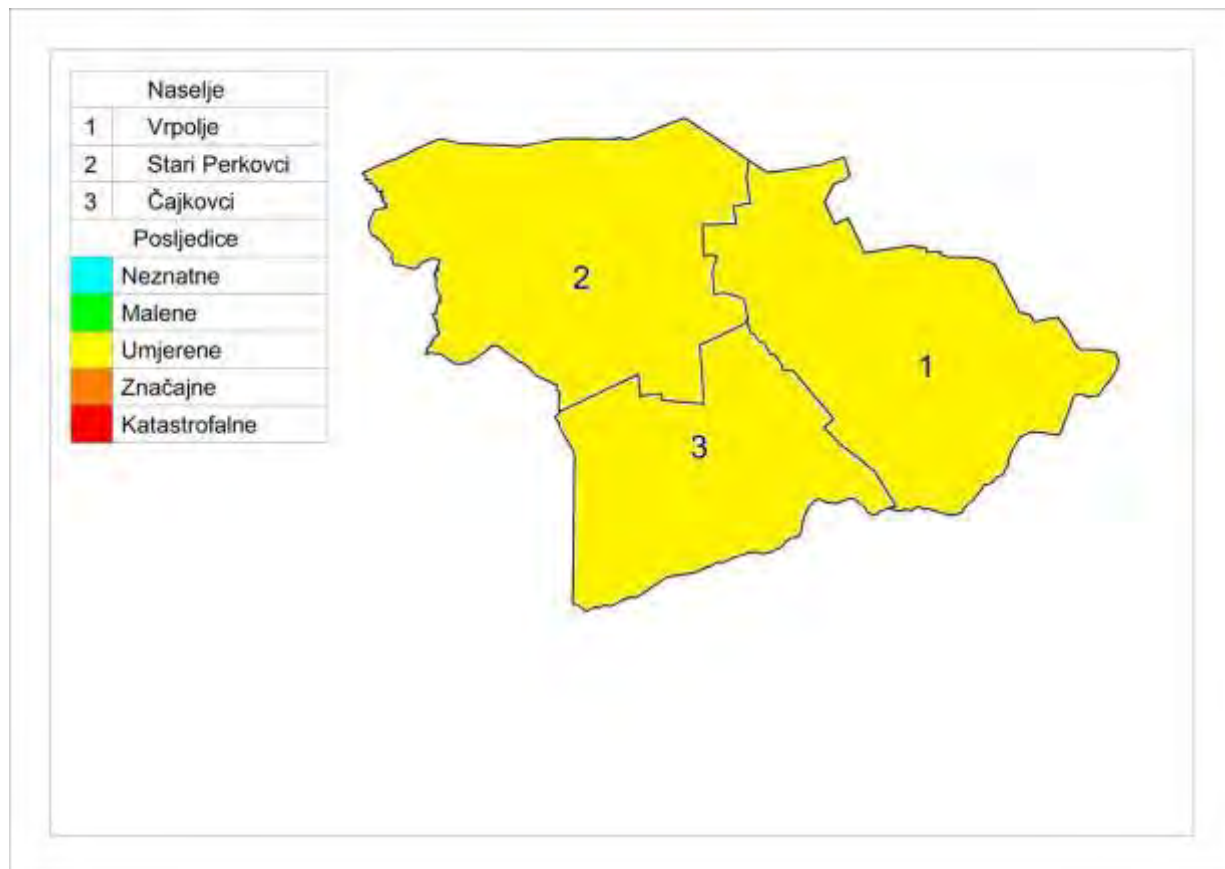 Naselje
1 Vrpolje
2 Stari Perkovci
3 Čajkovci
Posljedice
Neznatne
Malene
Umjerene
Značajne
Katastrofalne
2
1
3